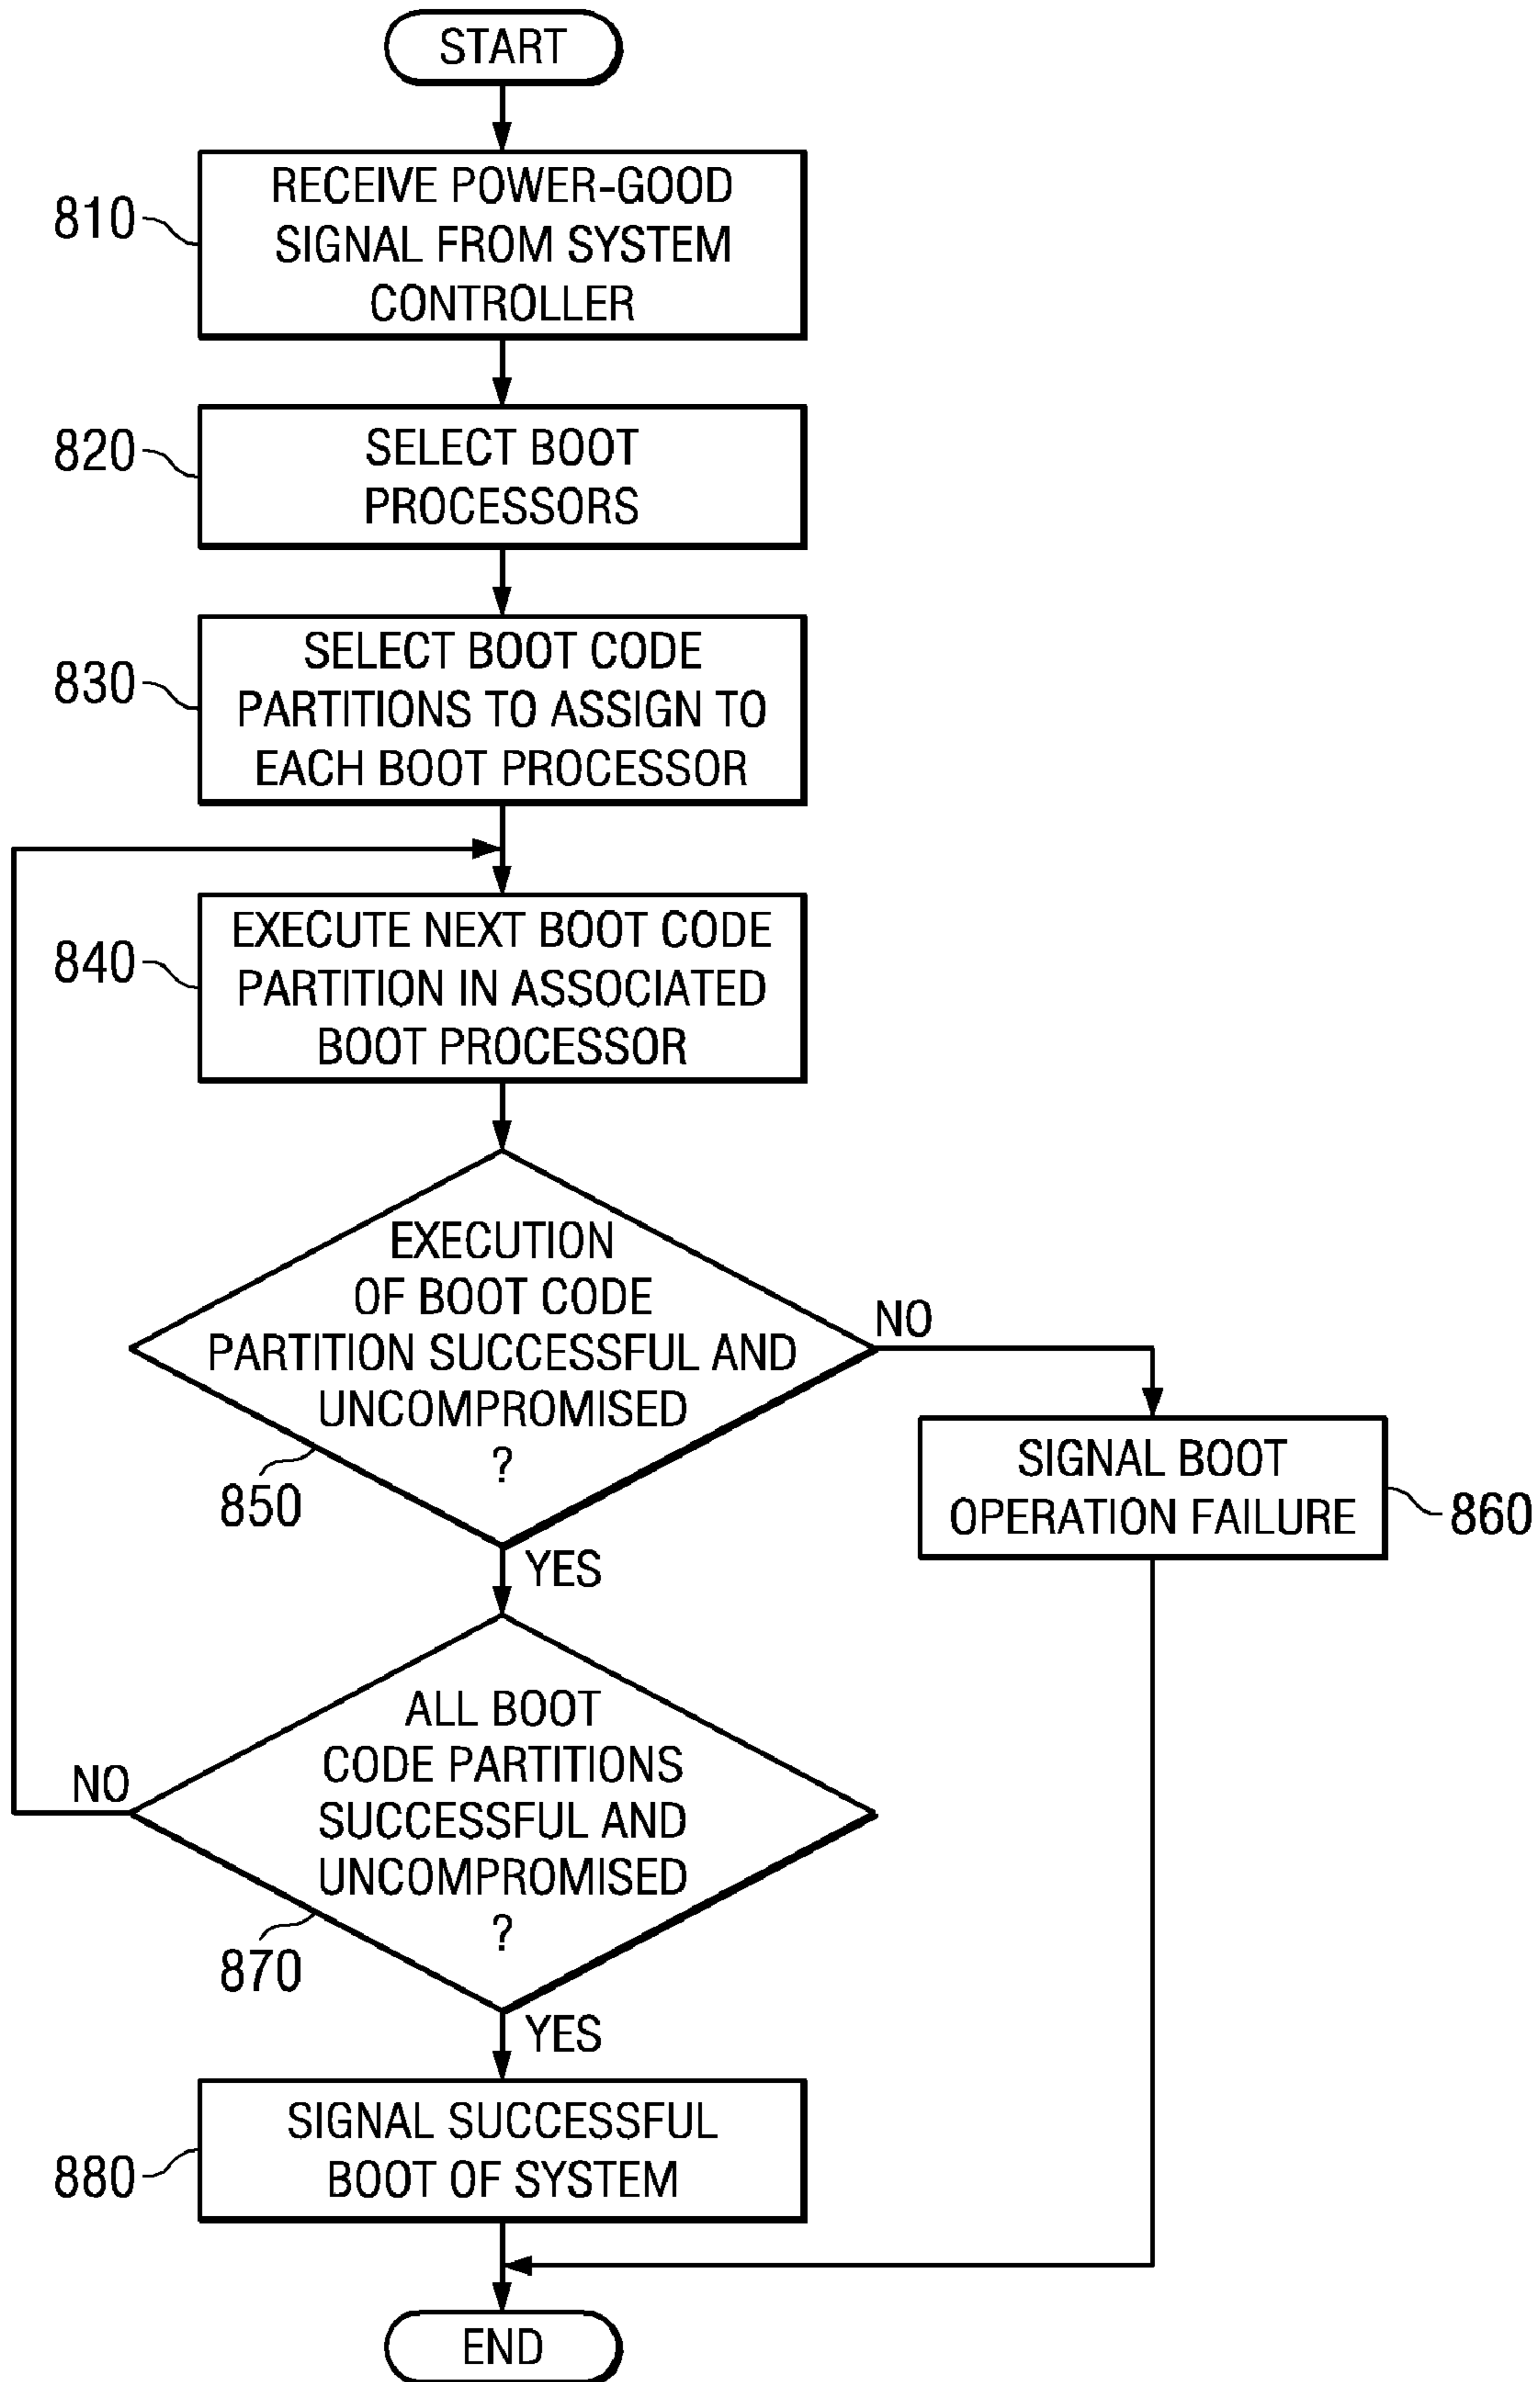 START
810
RECEIVE POWER-GOOD
SIGNAL FROM SYSTEM
CONTROLLER
820
SELECT BOOT
PROCESSORS
830
SELECT BOOT CODE
PARTITIONS TO ASSIGN TO
EACH BOOT PROCESSOR
840
EXECUTE NEXT BOOT CODE
PARTITION IN ASSOCIATED
BOOT PROCESSOR
EXECUTION
OF BOOT CODE
PARTITION SUCCESSFUL AND
UNCOMPROMISED
?
850
NO
SIGNAL BOOT
OPERATION FAILURE
860
YES
ALL BOOT
CODE PARTITIONS
SUCCESSFUL AND
UNCOMPROMISED
?
NO
870
YES
SIGNAL SUCCESSFUL
BOOT OF SYSTEM
880
END